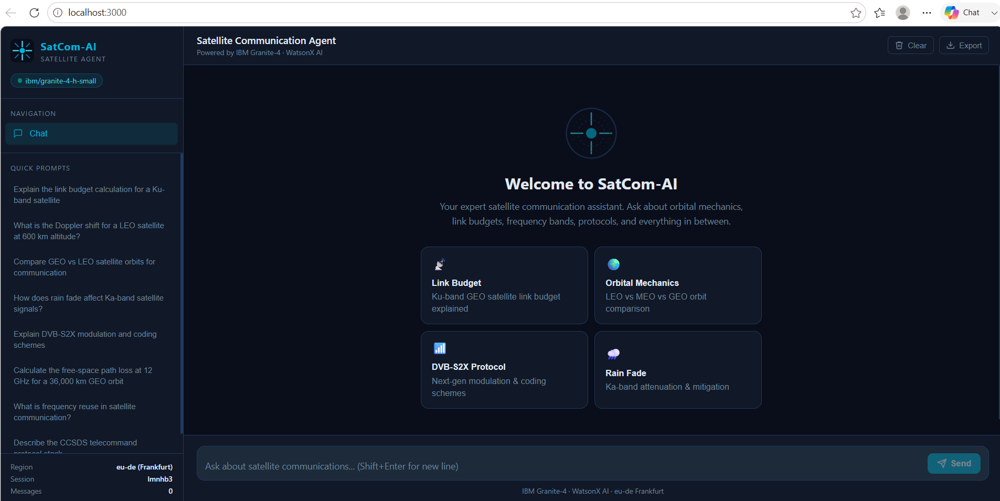 localhost:3000
Chat
SatCom-AI
SATELLITE AGENT
ibm/granite-4-h-small
NAVIGATION
Chat
QUICK PROMPTS
Explain the link budget calculation for a Ku-
band satellite
What is the Doppler shift for a LEO satellite
at 600 km altitude?
Compare GEO vs LEO satellite orbits for
communication
How does rain fade affect Ka-band satellite
signals?
Explain DVB-S2X modulation and coding
schemes
Calculate the free-space path loss at 12
GHz for a 36,000 km GEO orbit
What is frequency reuse in satellite
communication?
Describe the CCSDS telecommand
protocol stack
Region eu-de (Frankfurt)
Session lmnhb3
Messages 0
Satellite Communication Agent
Powered by IBM Granite-4 · WatsonX AI
Clear
Export
Welcome to SatCom-AI
Your expert satellite communication assistant. Ask about orbital mechanics,
link budgets, frequency bands, protocols, and everything in between.
Link Budget
Ku-band GEO satellite link budget
explained
Orbital Mechanics
LEO vs MEO vs GEO orbit
comparison
DVB-S2X Protocol
Next-gen modulation & coding
schemes
Rain Fade
Ka-band attenuation & mitigation
Ask about satellite communications... (Shift+Enter for new line)
Send
IBM Granite-4 · WatsonX AI · eu-de Frankfurt